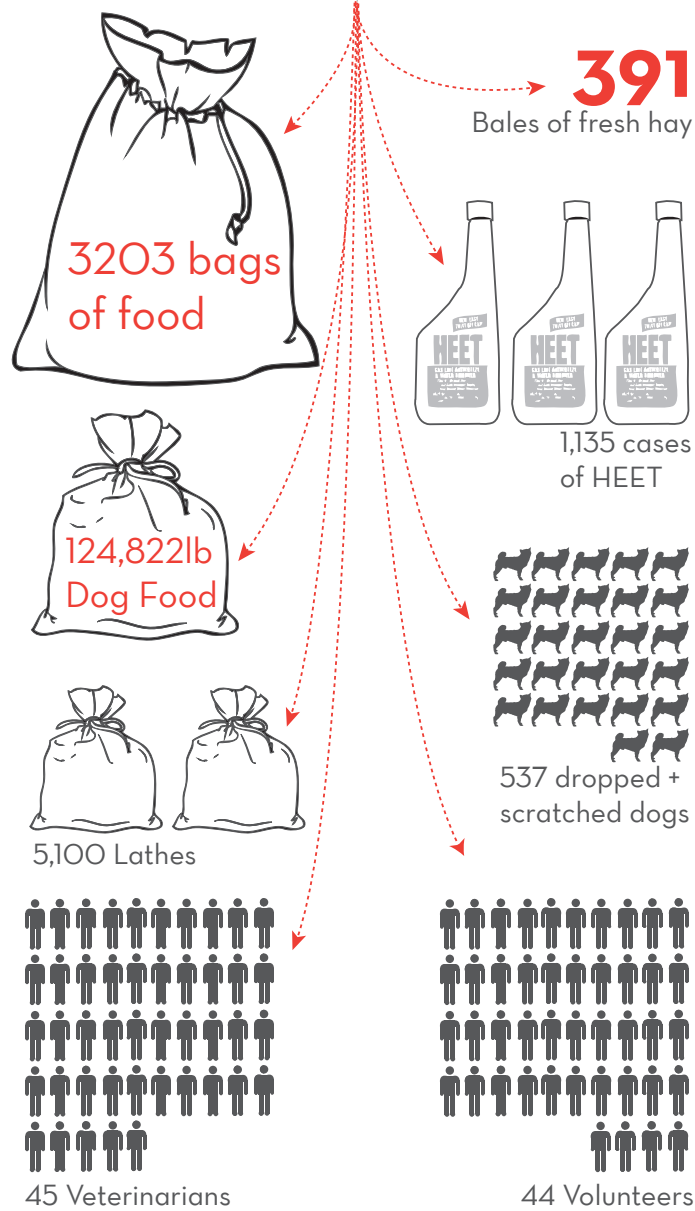 391
Bales of fresh hay
3203 bags
of food
HEET
HEET
HEET
1,135 cases
of HEET
124,822lb
Dog Food
537 dropped +
scratched dogs
5,100 Lathes
45 Veterinarians
44 Volunteers